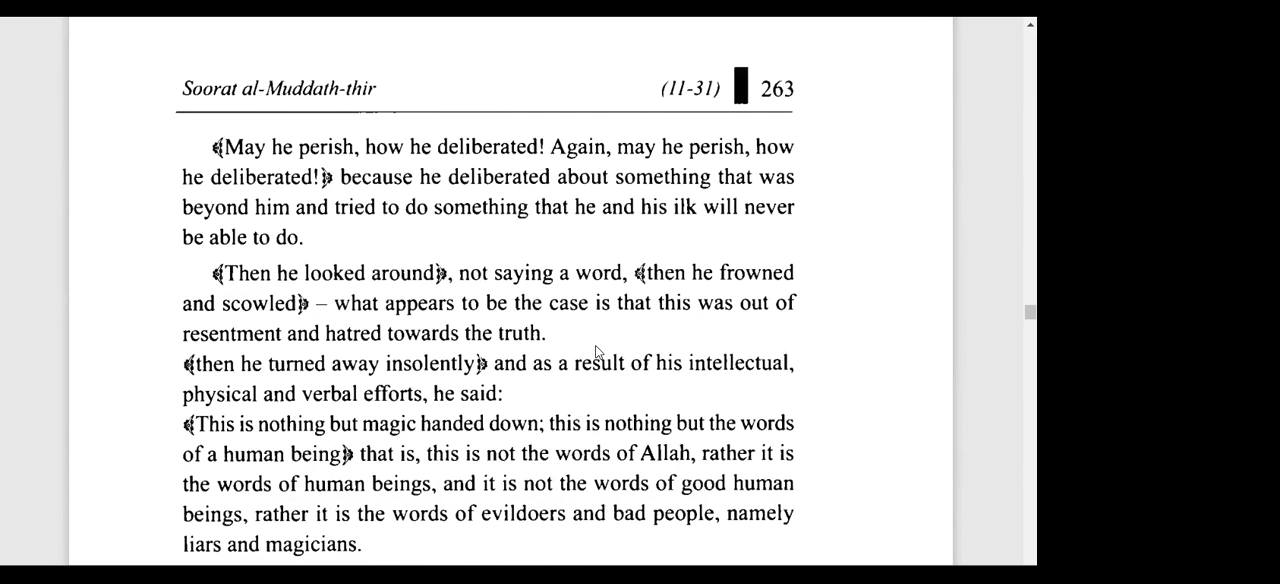 Soorat al-Muddath-thir (11-31) 263
﴾May he perish, how he deliberated! Again, may he perish, how
he deliberated!﴿ because he deliberated about something that was
beyond him and tried to do something that he and his ilk will never
be able to do.
﴾Then he looked around﴿, not saying a word, ﴾then he frowned
and scowled﴿ – what appears to be the case is that this was out of
resentment and hatred towards the truth.
﴾then he turned away insolently﴿ and as a result of his intellectual,
physical and verbal efforts, he said:
﴾This is nothing but magic handed down; this is nothing but the words
of a human being﴿ that is, this is not the words of Allah, rather it is
the words of human beings, and it is not the words of good human
beings, rather it is the words of evildoers and bad people, namely
liars and magicians.